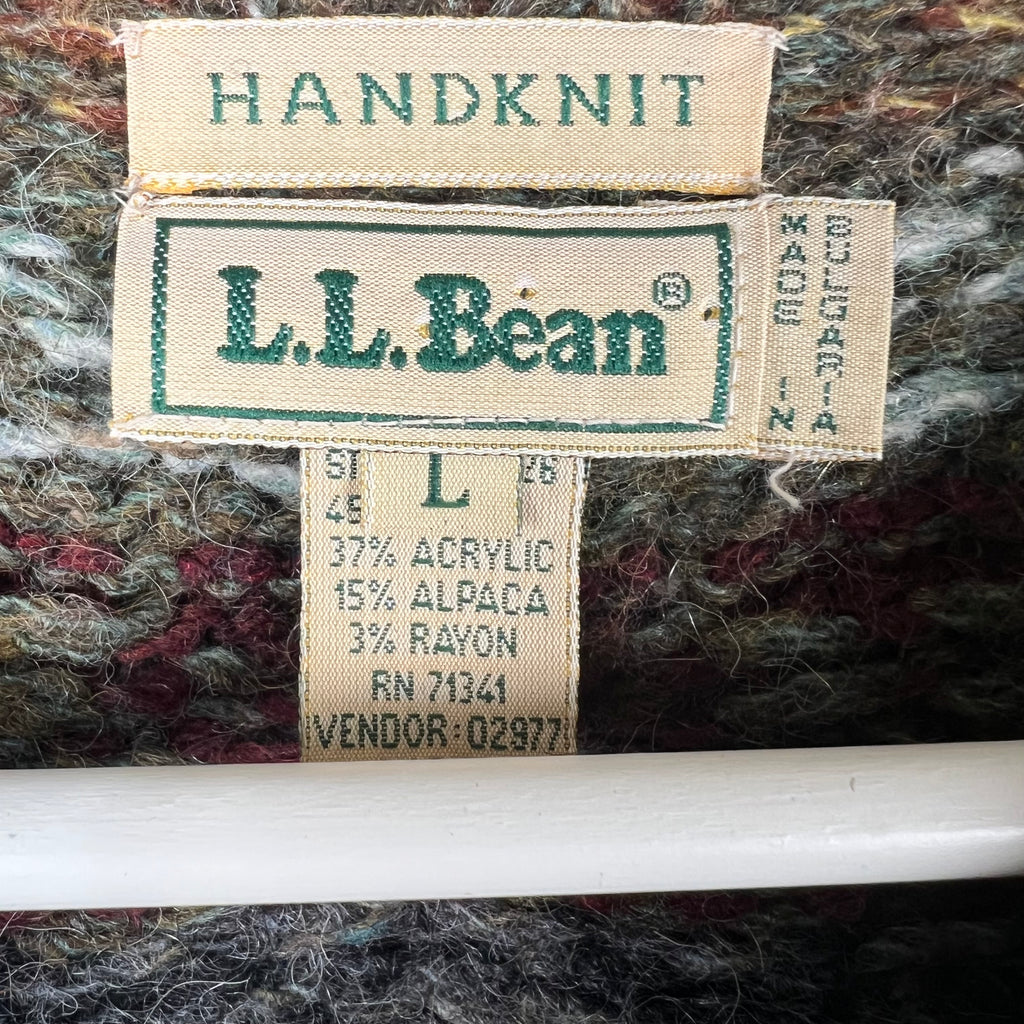 HANDKNIT
L.L.Bean®
MADE IN
BULGARIA
L
37% ACRYLIC
15% ALPACA
3% RAYON
RN 71341
VENDOR: 02977